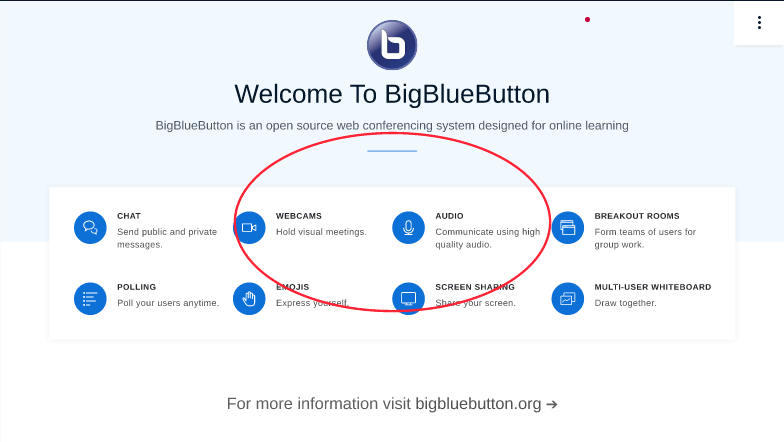 Welcome To BigBlueButton
BigBlueButton is an open source web conferencing system designed for online learning
CHAT
Send public and private
messages.
WEBCAMS
Hold visual meetings.
AUDIO
Communicate using high
quality audio.
BREAKOUT ROOMS
Form teams of users for
group work.
POLLING
Poll your users anytime.
EMOJIS
Express yourself.
SCREEN SHARING
Share your screen.
MULTI-USER WHITEBOARD
Draw together.
For more information visit bigbluebutton.org →